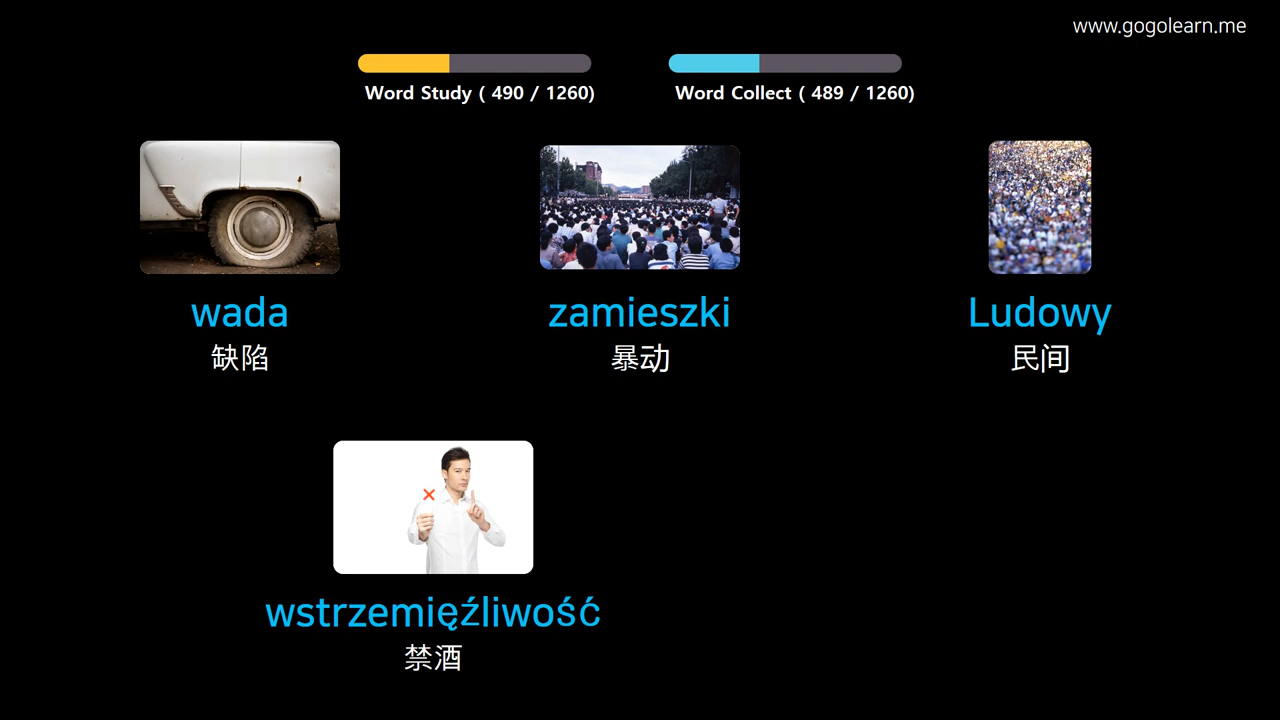 www.gogolearn.me
Word Study ( 490 / 1260)
Word Collect ( 489 / 1260)
wada
缺陷
zamieszki
暴动
Ludowy
民间
wstrzemięźliwość
禁酒